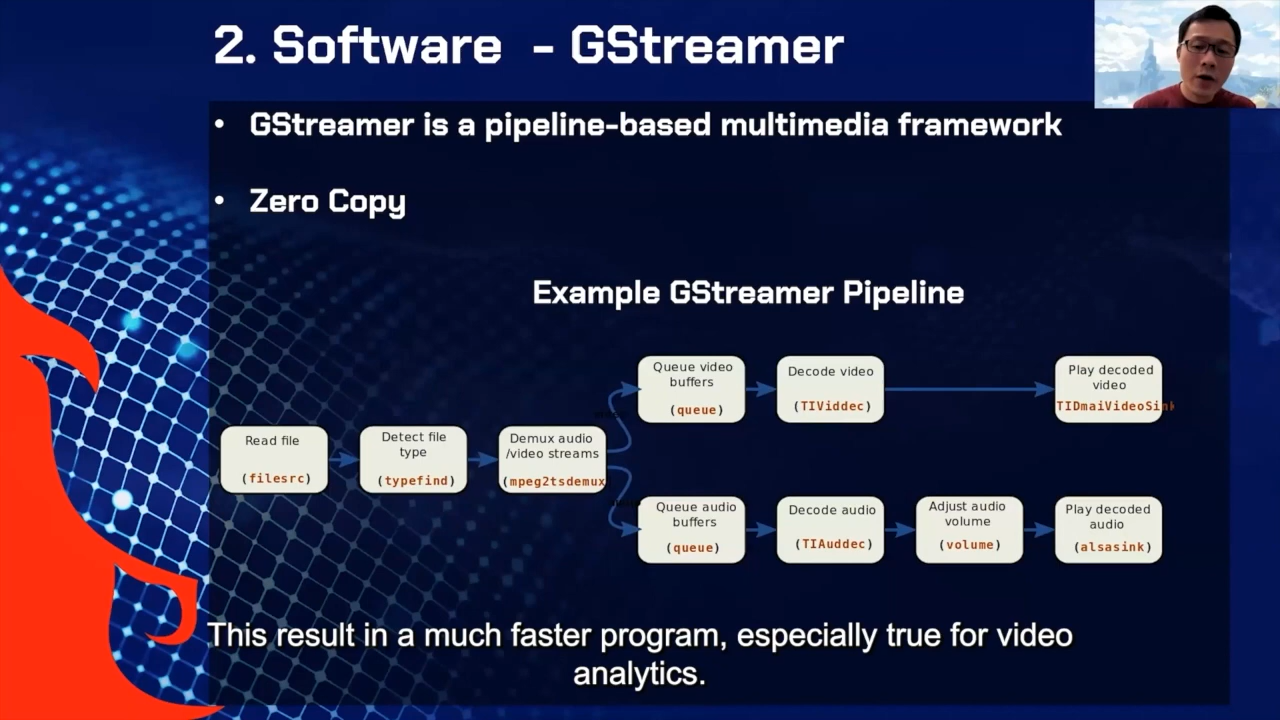 2. Software - GStreamer
• GStreamer is a pipeline-based multimedia framework
• Zero Copy
Example GStreamer Pipeline
Read file
(filesrc)
Detect file
type
(typefind)
Demux audio
/video streams
(mpeg2tsdemux
Queue video
buffers
(queue)
Decode video
(TIViddec)
Play decoded
video
TIDmaiVideoSink
Queue audio
buffers
(queue)
Decode audio
(TIAuddec)
Adjust audio
volume
(volume)
Play decoded
audio
(alsasink)
This result in a much faster program, especially true for video
analytics.